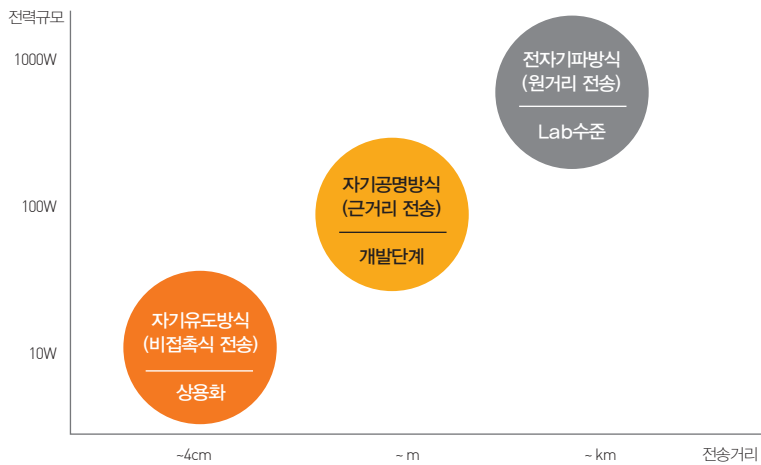 전력규모
1000W
전자기파방식
(원거리 전송)
Lab수준
100W
자기공명방식
(근거리 전송)
개발단계
10W
자기유도방식
(비접촉식 전송)
상용화
~4cm
~ m
~ km
전송거리